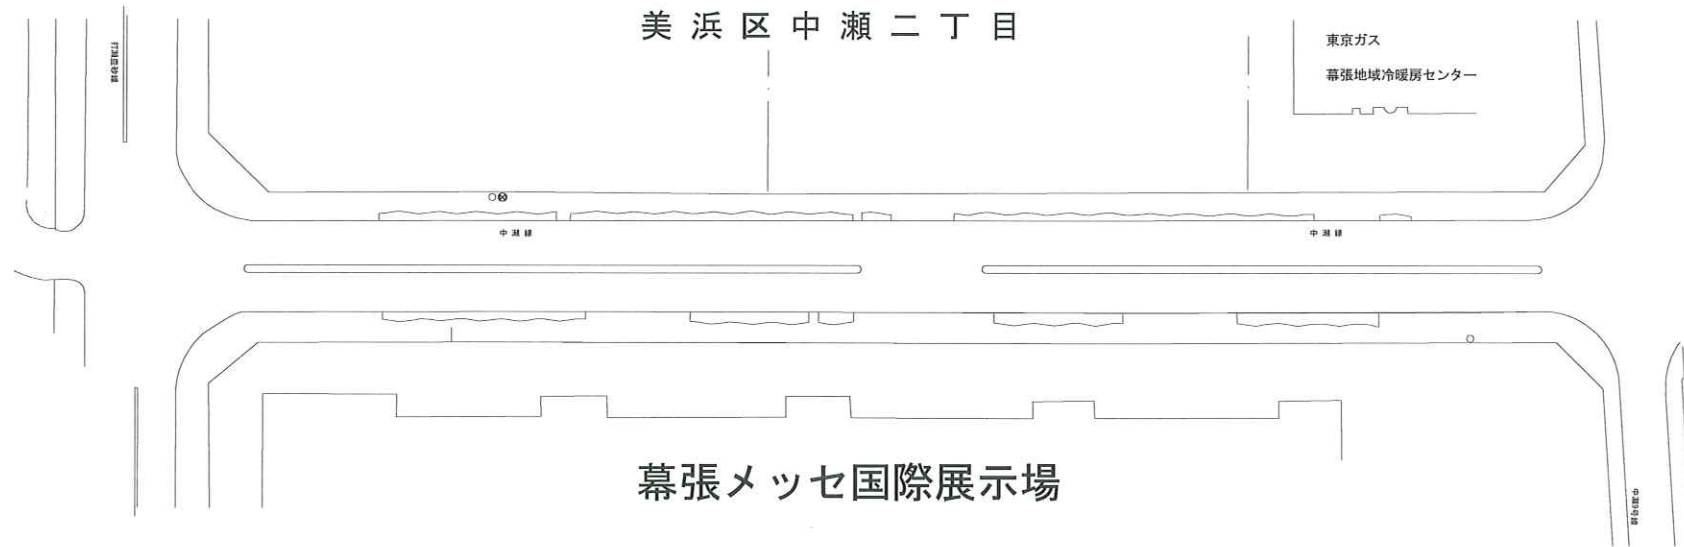 美浜区中瀬二丁目
東京ガス
幕張地域冷暖房センター
中瀬線
中瀬線
幕張メッセ国際展示場